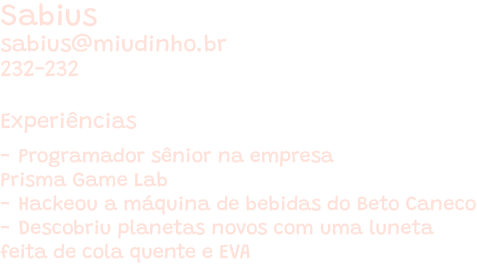 Sabius
sabius@miudinho.br
232-232
Experiências
- Programador sênior na empresa
Prisma Game Lab
- Hackeou a máquina de bebidas do Beto Caneco
- Descobriu planetas novos com uma luneta
feita de cola quente e EVA